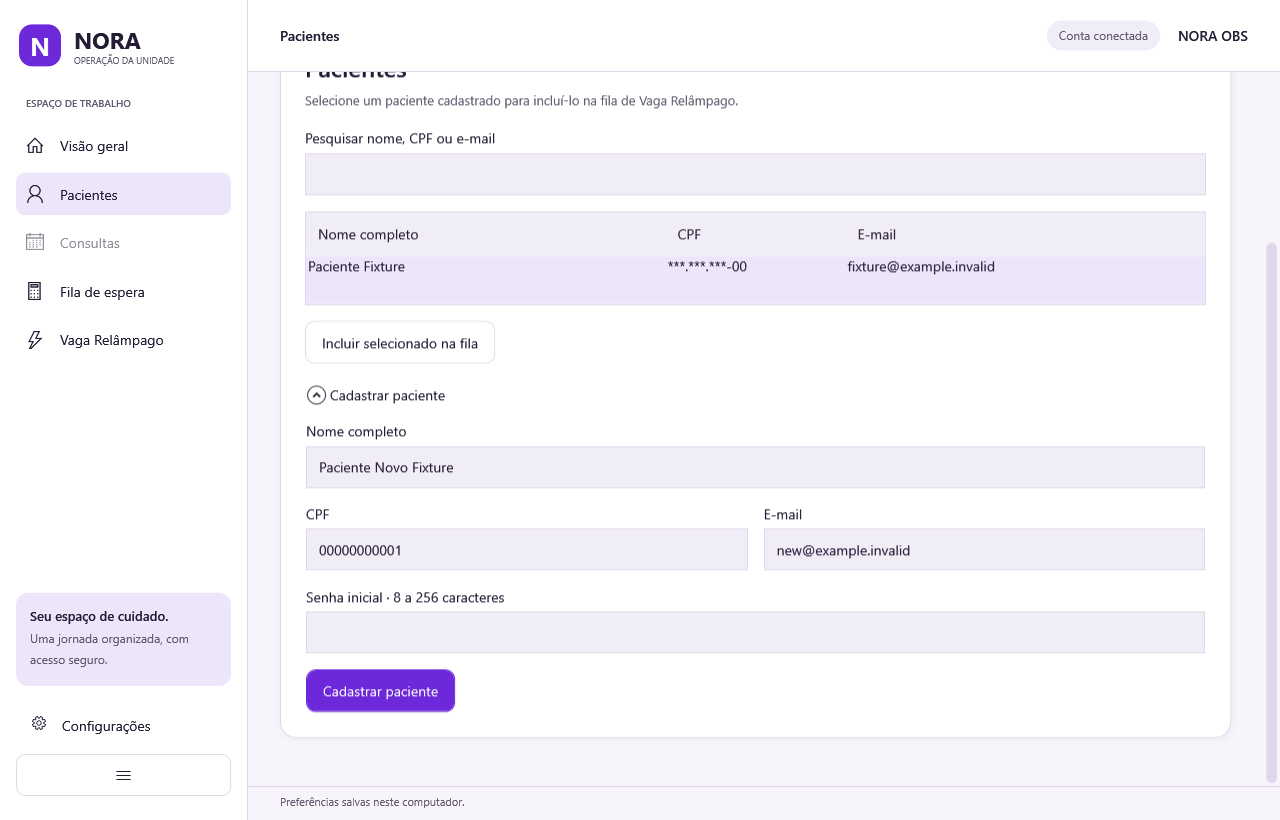 N
NORA
OPERAÇÃO DA UNIDADE
ESPAÇO DE TRABALHO
Visão geral
Pacientes
Consultas
Fila de espera
Vaga Relâmpago
Seu espaço de cuidado.
Uma jornada organizada, com
acesso seguro.
Configurações
Pacientes
Conta conectada
NORA OBS
Pacientes
Selecione um paciente cadastrado para incluí-lo na fila de Vaga Relâmpago.
Pesquisar nome, CPF ou e-mail
Nome completo CPF E-mail
Paciente Fixture ***.***.***-00 fixture@example.invalid
Incluir selecionado na fila
Cadastrar paciente
Nome completo
Paciente Novo Fixture
CPF E-mail
00000000001 new@example.invalid
Senha inicial · 8 a 256 caracteres
Cadastrar paciente
Preferências salvas neste computador.